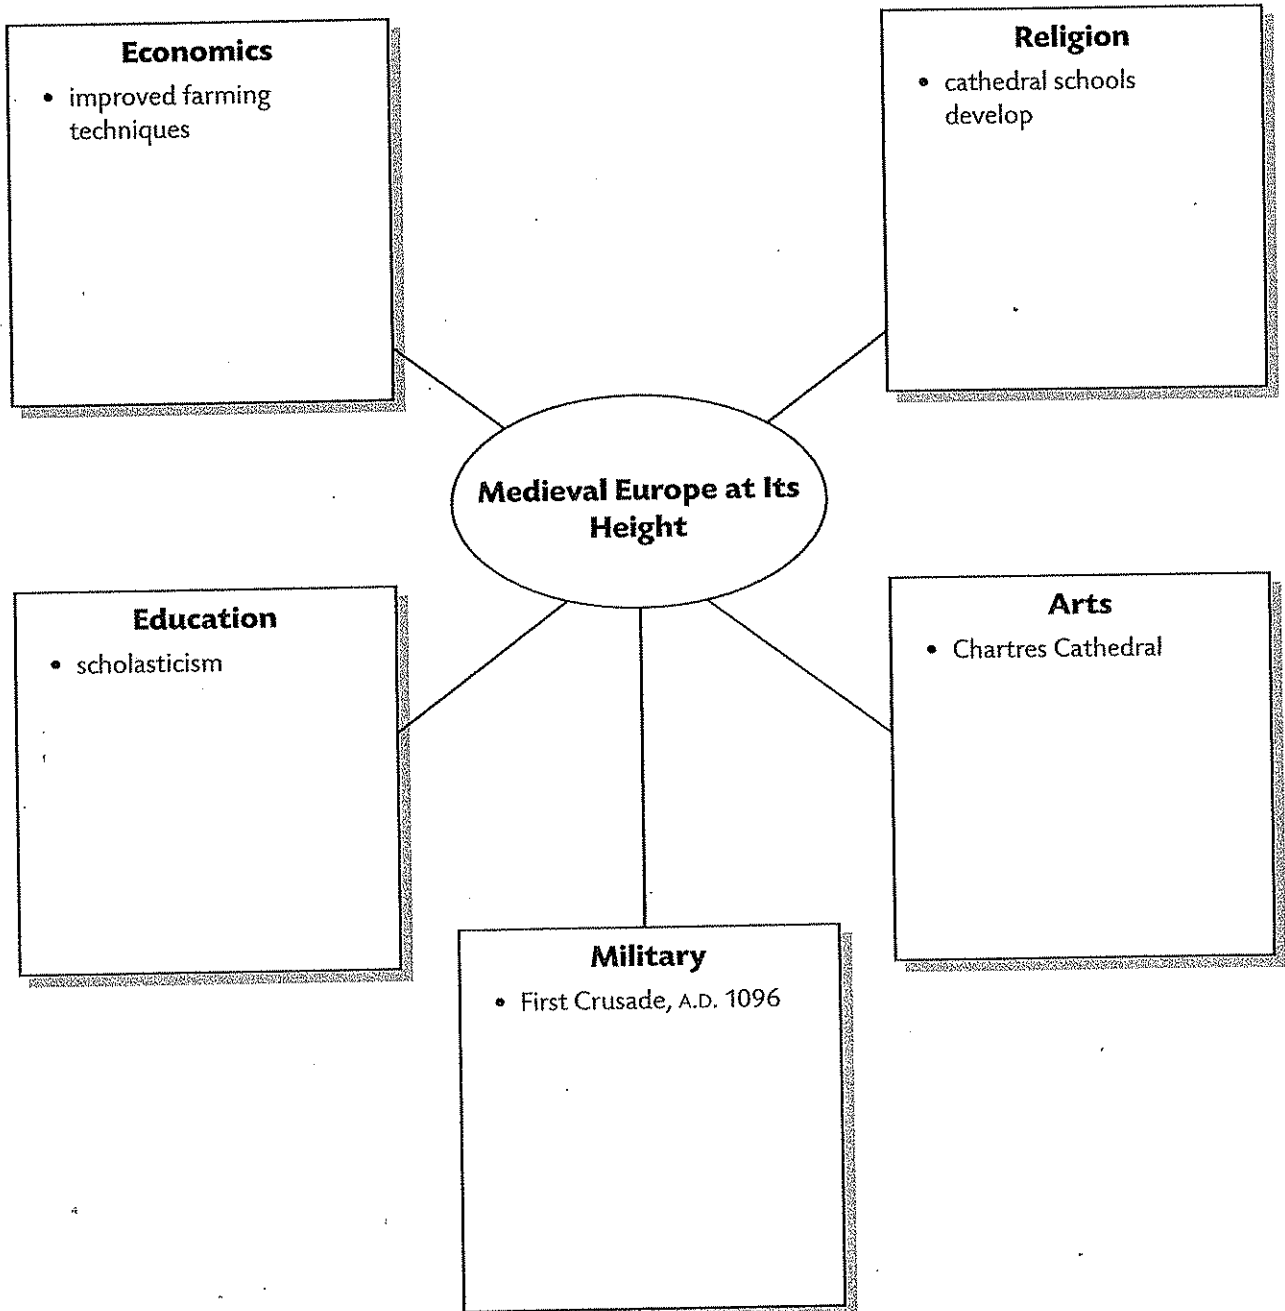 Economics
• improved farming
techniques
Religion
• cathedral schools
develop
Medieval Europe at Its
Height
Education
• scholasticism
Arts
• Chartres Cathedral
Military
• First Crusade, A.D. 1096